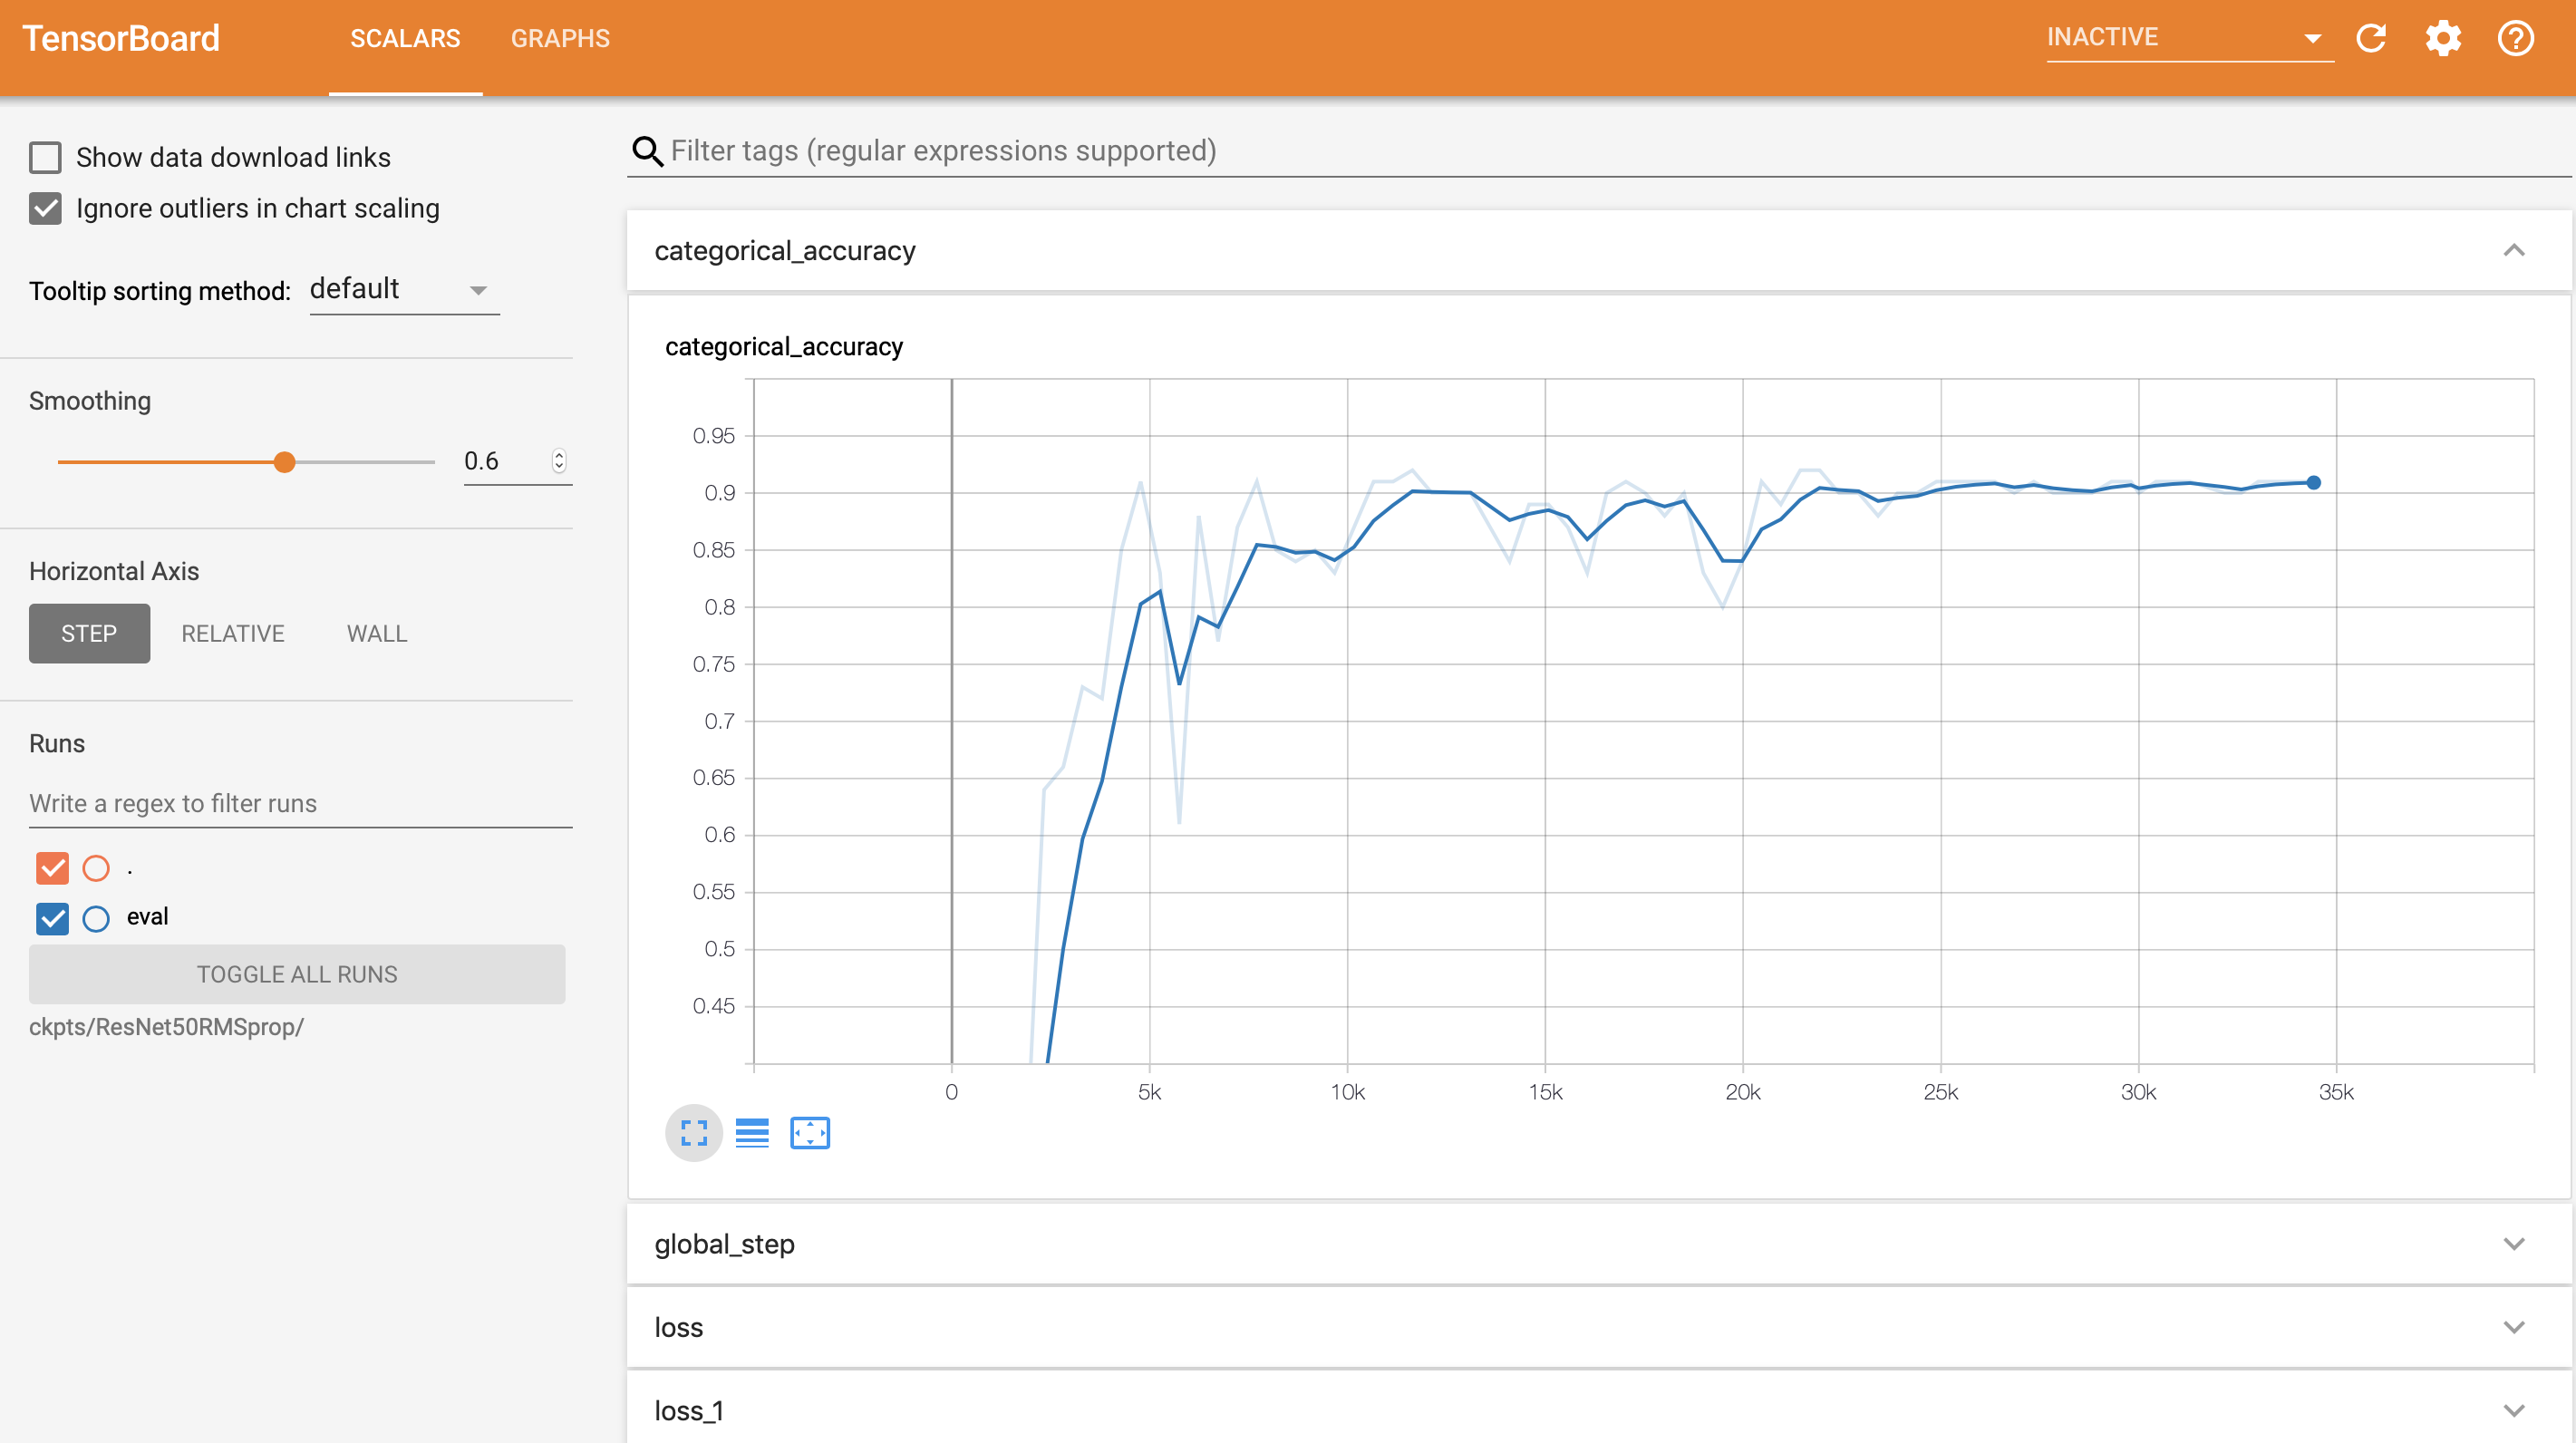 TensorBoard SCALARS GRAPHS INACTIVE
Show data download links
Ignore outliers in chart scaling
Tooltip sorting method: default
Smoothing
0.6
Horizontal Axis
STEP RELATIVE WALL
Runs
Write a regex to filter runs
.
eval
TOGGLE ALL RUNS
ckpts/ResNet50RMSprop/
Filter tags (regular expressions supported)
categorical_accuracy
categorical_accuracy
0.95
0.9
0.85
0.8
0.75
0.7
0.65
0.6
0.55
0.5
0.45
0 5k 10k 15k 20k 25k 30k 35k
global_step
loss
loss_1